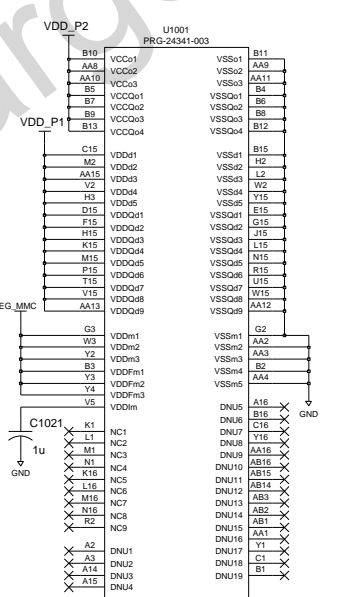 VDD_P2
U1001
PRG-24341-003
B10 VCCo1 VSSo1 B11
AA8 VCCo2 VSSo2 AA9
AA10 VCCo3 VSSo3 AA11
B5 VCCQo1 VSSQo1 B4
B7 VCCQo2 VSSQo2 B6
B9 VCCQo3 VSSQo3 B8
B13 VCCQo4 VSSQo4 B12
VDD_P1
C15 VDDd1 VSSd1 B15
M2 VDDd2 VSSd2 H2
AA15 VDDd3 VSSd3 L2
V2 VDDd4 VSSd4 W2
H3 VDDd5 VSSd5 Y15
D15 VDDQd1 VSSQd1 E15
F15 VDDQd2 VSSQd2 G15
H15 VDDQd3 VSSQd3 J15
K15 VDDQd4 VSSQd4 L15
M15 VDDQd5 VSSQd5 N15
P15 VDDQd6 VSSQd6 R15
T15 VDDQd7 VSSQd7 U15
V15 VDDQd8 VSSQd8 W15
AA13 VDDQd9 VSSQd9 AA12
EG_MMC
G3 VDDm1 VSSm1 G2
W3 VDDm2 VSSm2 AA2
Y2 VDDm3 VSSm3 AA3
B3 VDDFm1 VSSm4 B2
Y3 VDDFm2 VSSm5 AA4
Y4 VDDFm3
V5 VDDIm DNU5 A16
DNU6 B16
GND
C1021
1u
GND
K1 NC1 DNU7 C16
L1 NC2 DNU8 Y16
M1 NC3 DNU9 AA16
N1 NC4 DNU10 AB16
K16 NC5 DNU11 AB15
L16 NC6 DNU12 AB14
M16 NC7 DNU13 AB3
N16 NC8 DNU14 AB2
R2 NC9 DNU15 AB1
DNU16 AA1
A2 DNU1 DNU17 Y1
A3 DNU2 DNU18 C1
A14 DNU3 DNU19 B1
A15 DNU4